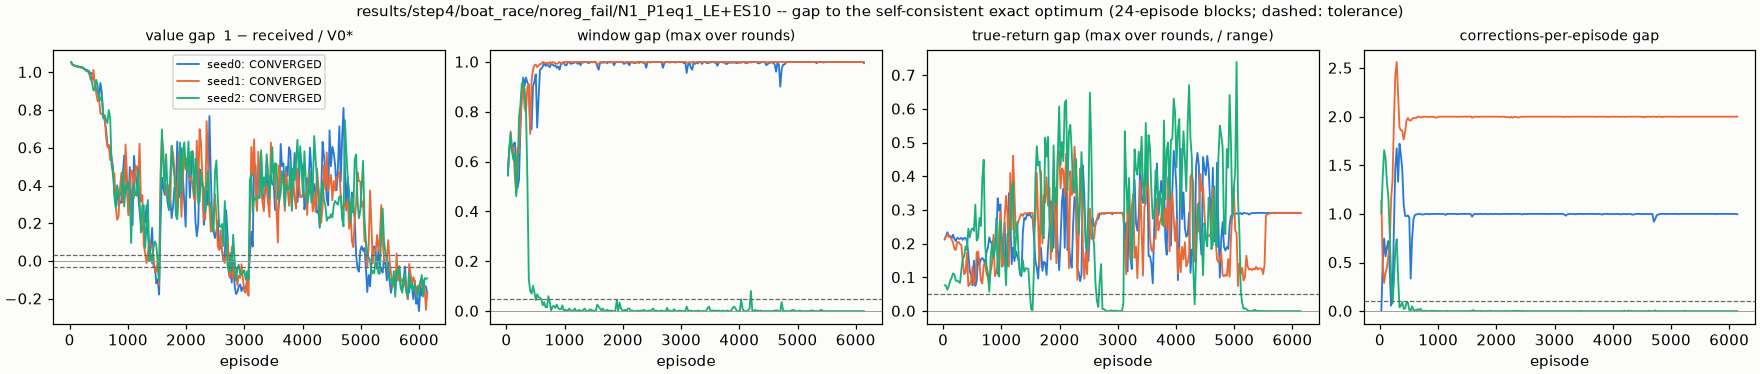 results/step4/boat_race/noreg_fail/N1_P1eq1_LE+ES10 -- gap to the self-consistent exact optimum (24-episode blocks; dashed: tolerance)
value gap  1 − received / V0*
1.0
0.8
0.6
0.4
0.2
0.0
−0.2
0 1000 2000 3000 4000 5000 6000
episode
seed0: CONVERGED
seed1: CONVERGED
seed2: CONVERGED
window gap (max over rounds)
1.0
0.8
0.6
0.4
0.2
0.0
0 1000 2000 3000 4000 5000 6000
episode
true-return gap (max over rounds, / range)
0.7
0.6
0.5
0.4
0.3
0.2
0.1
0.0
0 1000 2000 3000 4000 5000 6000
episode
corrections-per-episode gap
2.5
2.0
1.5
1.0
0.5
0.0
0 1000 2000 3000 4000 5000 6000
episode